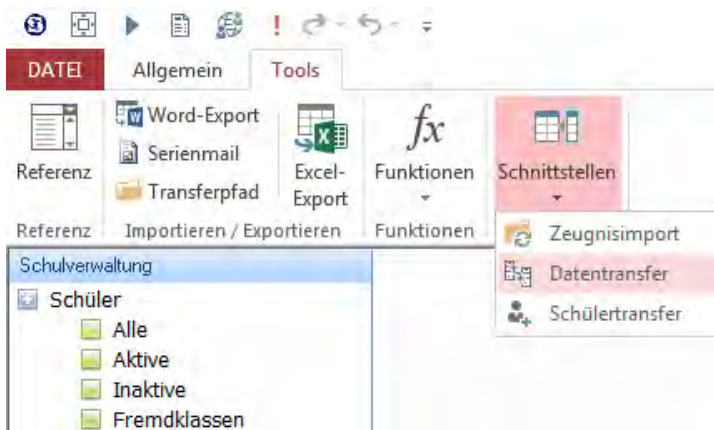 DATEI Allgemein Tools
Word-Export
Serienmail
Transferpfad
Referenz
Excel-
Export
Funktionen
Schnittstellen
Referenz Importieren / Exportieren Funktionen
Zeugnisimport
Datentransfer
Schülertransfer
Schulverwaltung
Schüler
Alle
Aktive
Inaktive
Fremdklassen